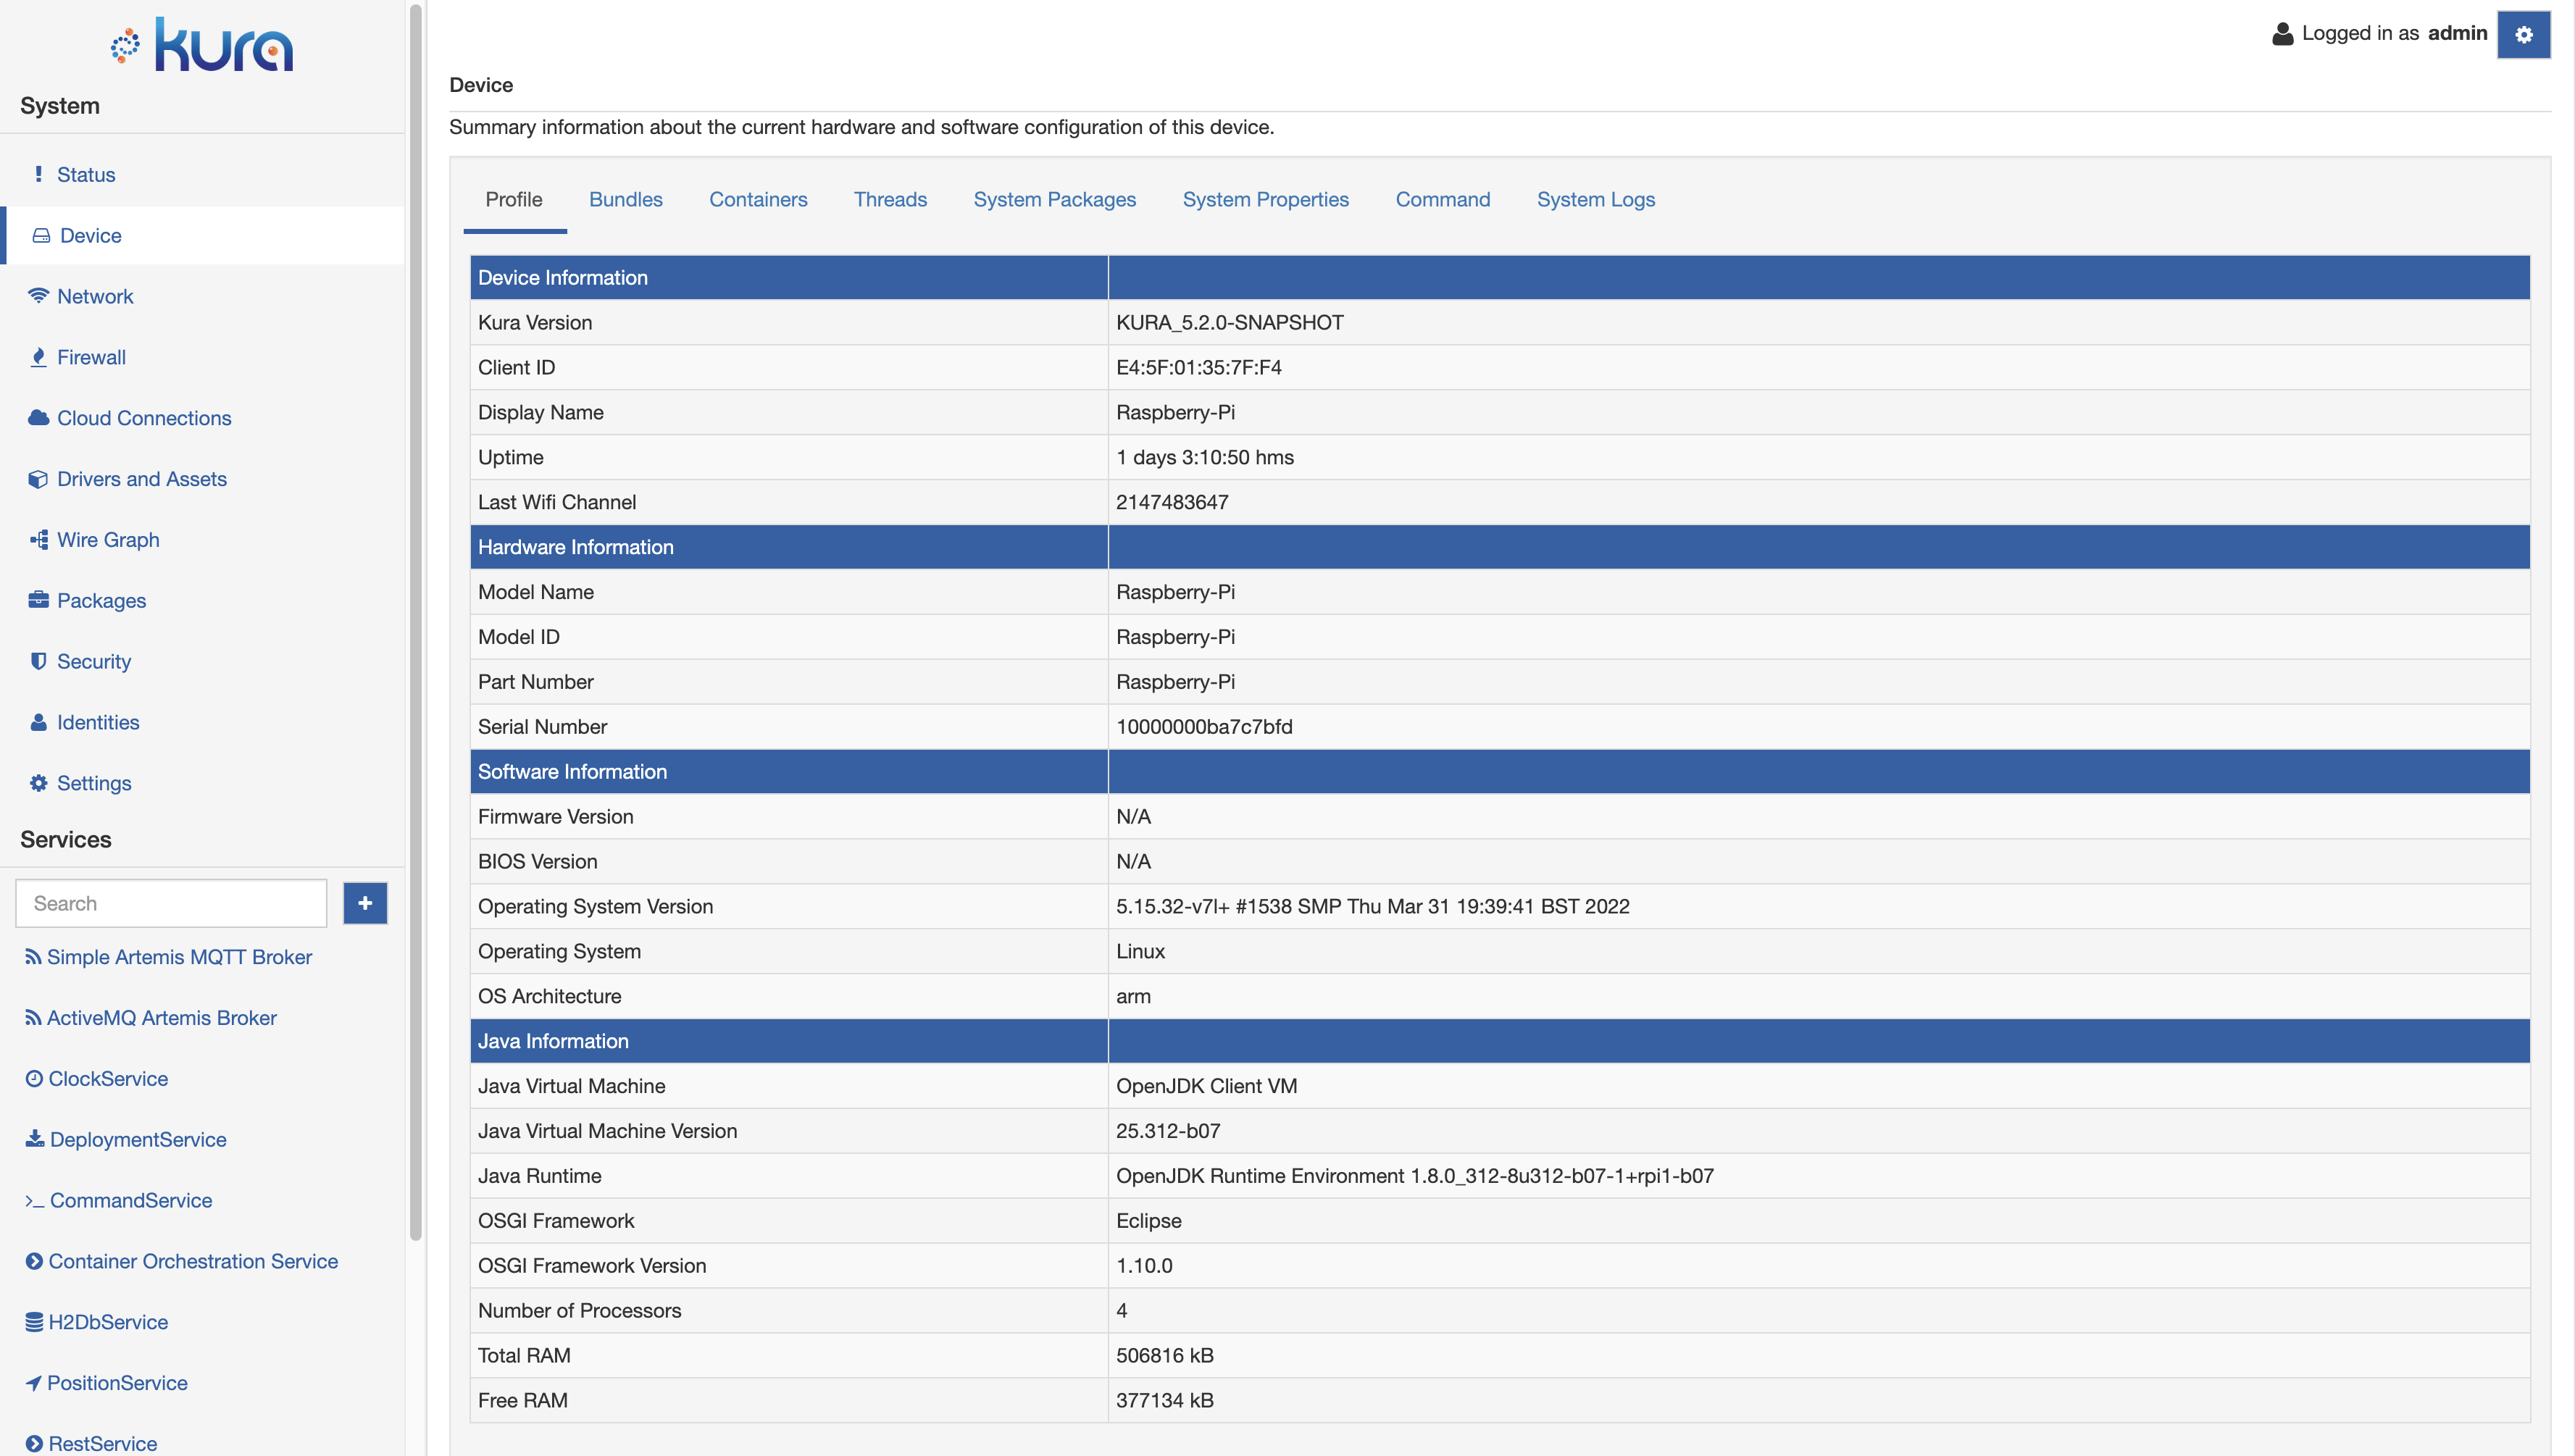 kura
System
Status
Device
Network
Firewall
Cloud Connections
Drivers and Assets
Wire Graph
Packages
Security
Identities
Settings
Services
Search
Simple Artemis MQTT Broker
ActiveMQ Artemis Broker
ClockService
DeploymentService
CommandService
Container Orchestration Service
H2DbService
PositionService
RestService
Logged in as admin
Device
Summary information about the current hardware and software configuration of this device.
Profile Bundles Containers Threads System Packages System Properties Command System Logs
Device Information
Kura Version KURA_5.2.0-SNAPSHOT
Client ID E4:5F:01:35:7F:F4
Display Name Raspberry-Pi
Uptime 1 days 3:10:50 hms
Last Wifi Channel 2147483647
Hardware Information
Model Name Raspberry-Pi
Model ID Raspberry-Pi
Part Number Raspberry-Pi
Serial Number 10000000ba7c7bfd
Software Information
Firmware Version N/A
BIOS Version N/A
Operating System Version 5.15.32-v7l+ #1538 SMP Thu Mar 31 19:39:41 BST 2022
Operating System Linux
OS Architecture arm
Java Information
Java Virtual Machine OpenJDK Client VM
Java Virtual Machine Version 25.312-b07
Java Runtime OpenJDK Runtime Environment 1.8.0_312-8u312-b07-1+rpi1-b07
OSGI Framework Eclipse
OSGI Framework Version 1.10.0
Number of Processors 4
Total RAM 506816 kB
Free RAM 377134 kB